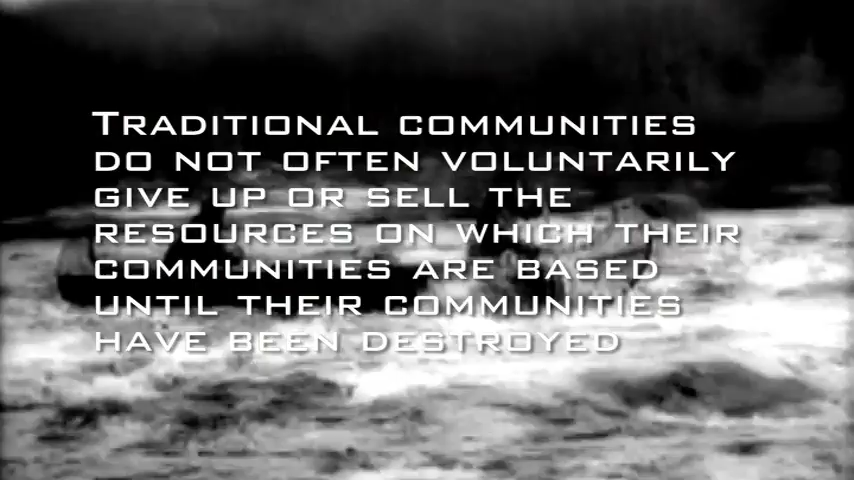 Traditional communities
do not often voluntarily
give up or sell the
resources on which their
communities are based
until their communities
have been destroyed